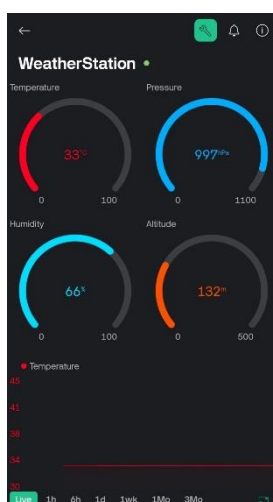 WeatherStation
Temperature Pressure
33°C 997hPa
0 100 0 1100
Humidity Altitude
66% 132m
0 100 0 500
Temperature
45
41
38
34
30
Live 1h 6h 1d 1wk 1Mo 3Mo